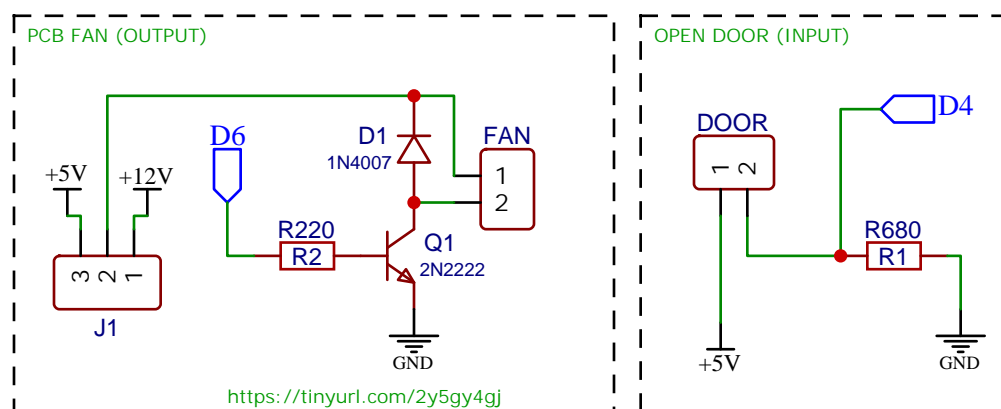 PCB FAN (OUTPUT)
D6
D1
1N4007
FAN
1
2
+5V
+12V
R220
R2
Q1
2N2222
3
2
1
J1
GND
https://tinyurl.com/2y5gy4gj
OPEN DOOR (INPUT)
D4
DOOR
1
2
R680
R1
+5V
GND